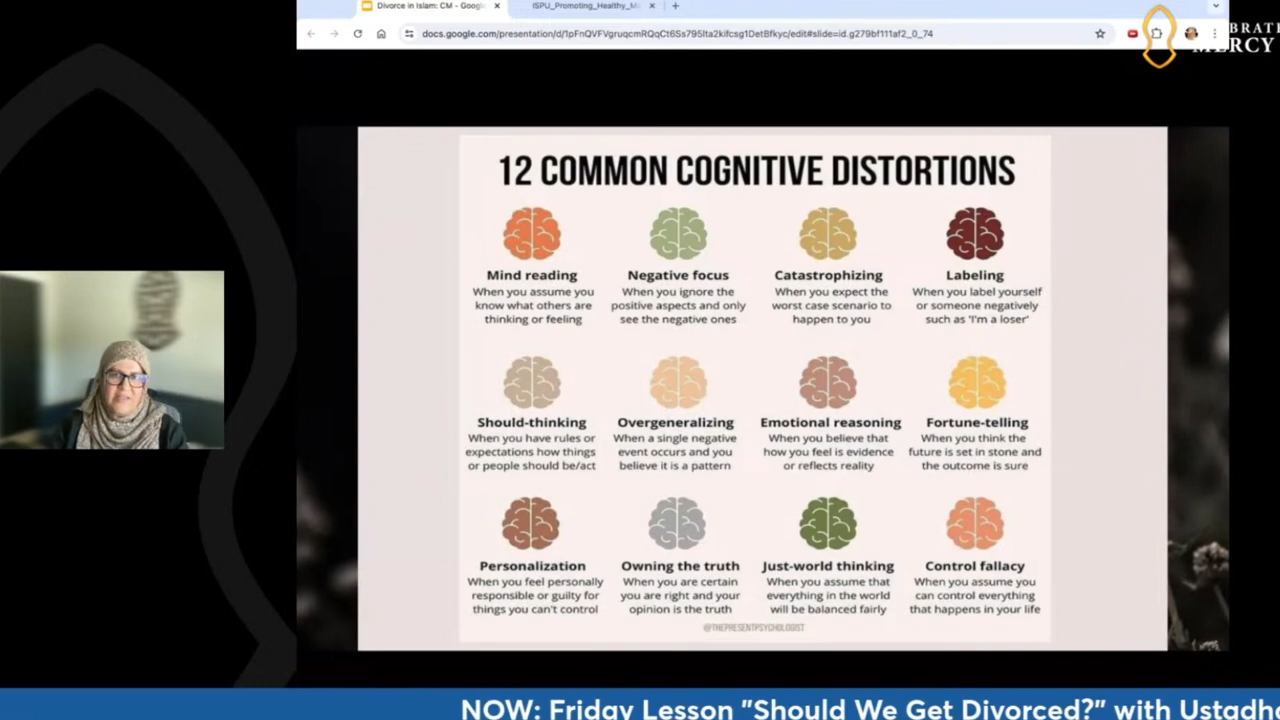 Divorce in Islam: CM - Googl
ISPU_Promoting_Healthy_M
docs.google.com/presentation/d/1pFnQVFVgruqcmRQqCt6Ss795lta2kifcsg1DetBfkyc/edit#slide=id.g279bf111af2_0_74
EBRATE
MERCY
12 COMMON COGNITIVE DISTORTIONS
Mind reading
When you assume you
know what others are
thinking or feeling
Negative focus
When you ignore the
positive aspects and only
see the negative ones
Catastrophizing
When you expect the
worst case scenario to
happen to you
Labeling
When you label yourself
or someone negatively
such as 'I'm a loser'
Should-thinking
When you have rules or
expectations how things
or people should be/act
Overgeneralizing
When a single negative
event occurs and you
believe it is a pattern
Emotional reasoning
When you believe that
how you feel is evidence
or reflects reality
Fortune-telling
When you think the
future is set in stone and
the outcome is sure
Personalization
When you feel personally
responsible or guilty for
things you can't control
Owning the truth
When you are certain
you are right and your
opinion is the truth
Just-world thinking
When you assume that
everything in the world
will be balanced fairly
Control fallacy
When you assume you
can control everything
that happens in your life
@THEPRESENTPSYCHOLOGIST
NOW: Friday Lesson "Should We Get Divorced?" with Ustadha